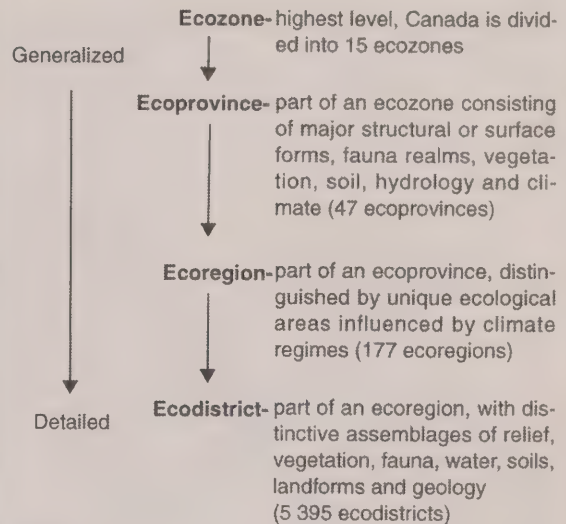 Ecozone- highest level, Canada is divid-
ed into 15 ecozones
Generalized
Ecoprovince- part of an ecozone consisting
of major structural or surface
forms, fauna realms, vegeta-
tion, soil, hydrology and cli-
mate (47 ecoprovinces)
Ecoregion- part of an ecoprovince, distin-
guished by unique ecological
areas influenced by climate
regimes (177 ecoregions)
Detailed
Ecodistrict- part of an ecoregion, with dis-
tinctive assemblages of relief,
vegetation, fauna, water, soils,
landforms and geology
(5 395 ecodistricts)